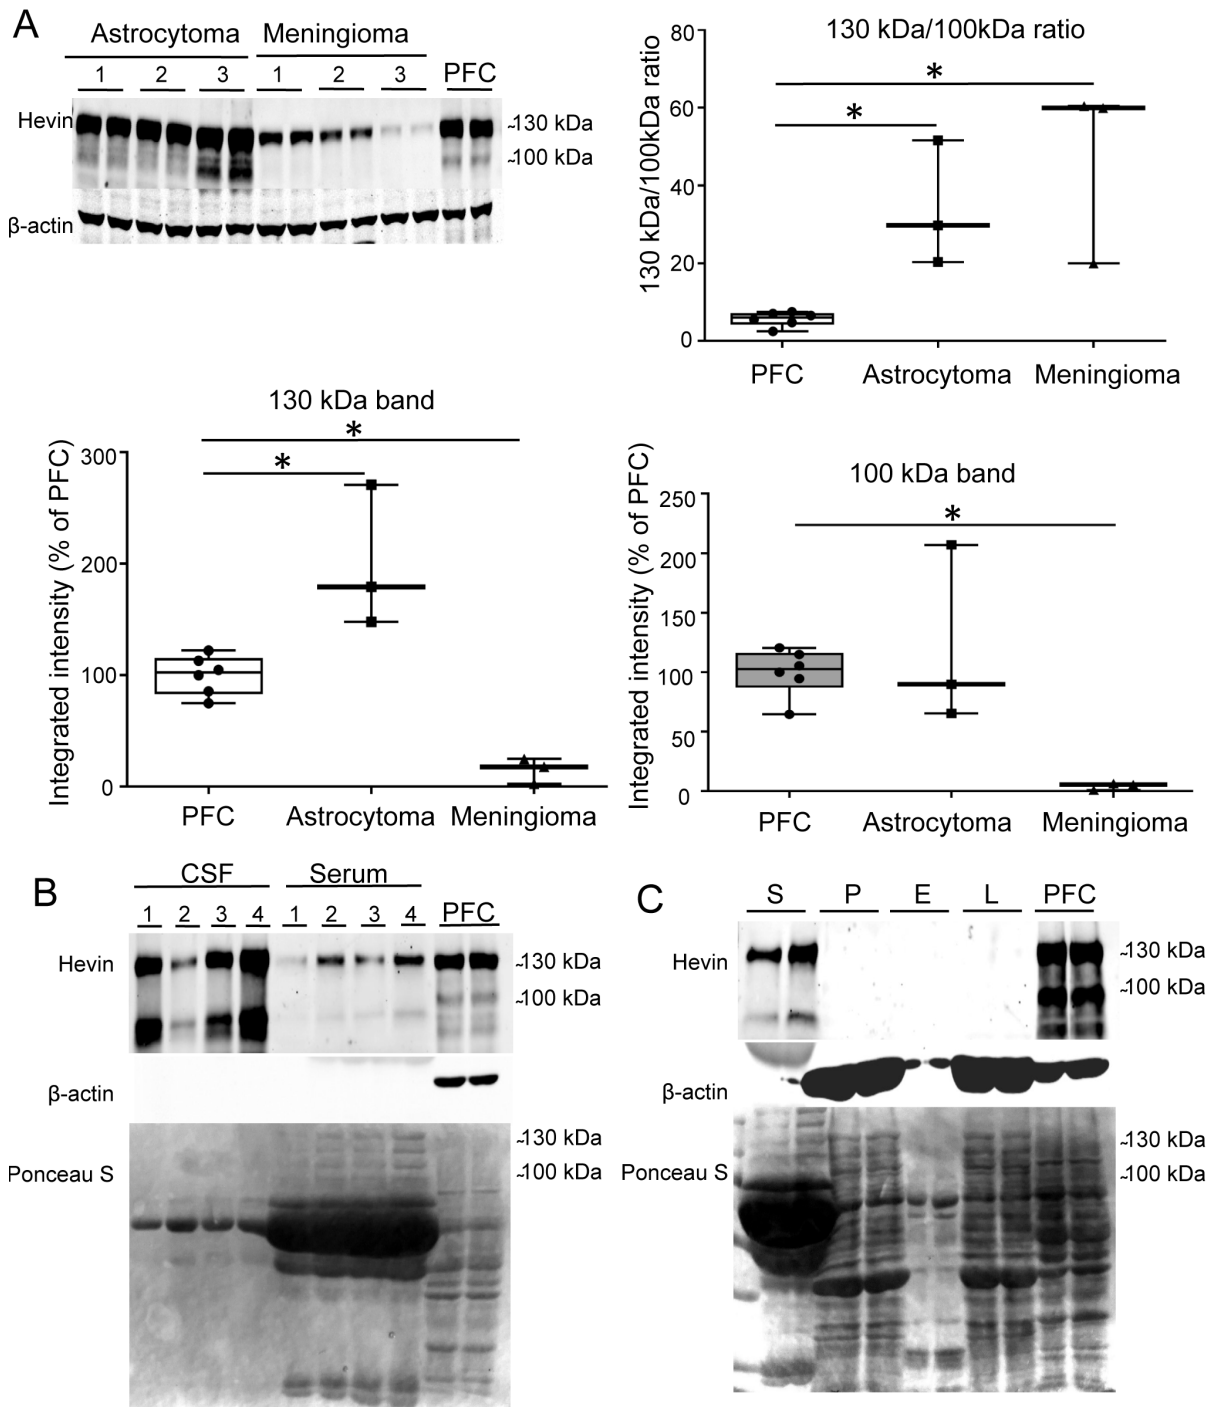 A
Astrocytoma Meningioma
1 2 3 1 2 3 PFC
Hevin
~130 kDa
~100 kDa
β-actin
130 kDa/100kDa ratio
130 kDa/100kDa ratio
80
60
40
20
0
*
*
PFC Astrocytoma Meningioma
130 kDa band
Integrated intensity (% of PFC)
300
200
100
0
*
*
PFC Astrocytoma Meningioma
100 kDa band
Integrated intensity (% of PFC)
250
200
150
100
50
0
*
PFC Astrocytoma Meningioma
B
CSF Serum
1 2 3 4 1 2 3 4 PFC
Hevin
~130 kDa
~100 kDa
β-actin
Ponceau S
~130 kDa
~100 kDa
C
S P E L PFC
Hevin
~130 kDa
~100 kDa
β-actin
Ponceau S
~130 kDa
~100 kDa